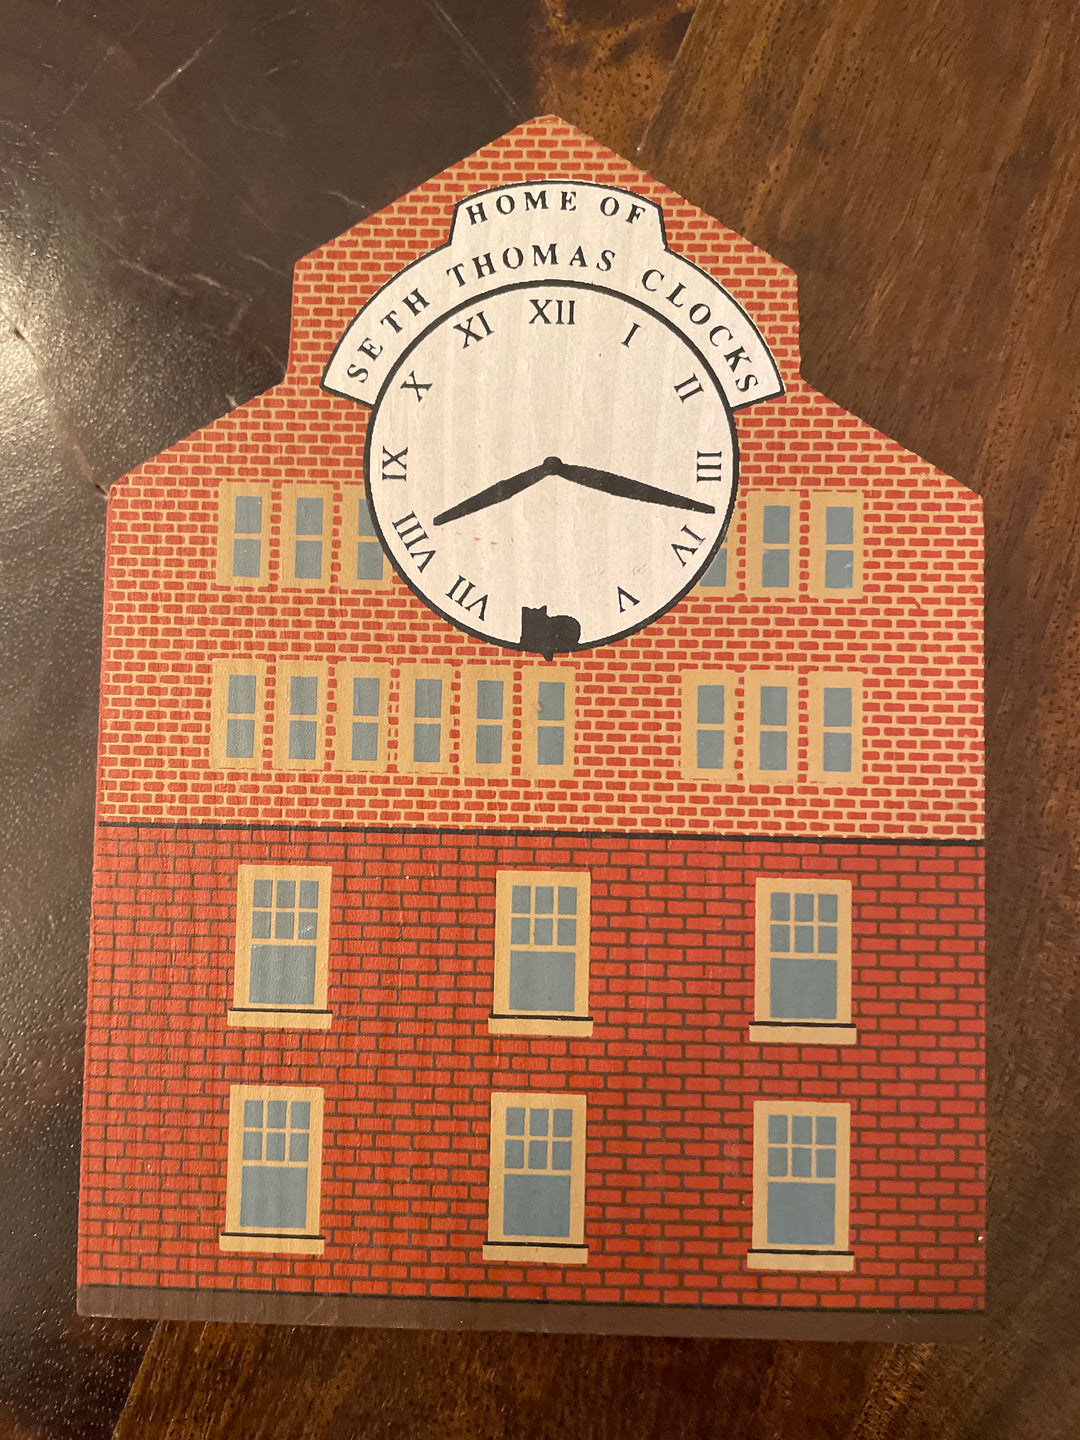 HOME OF
SETH THOMAS CLOCKS
XII
I
II
III
IV
V
VII
VIII
IX
X
XI